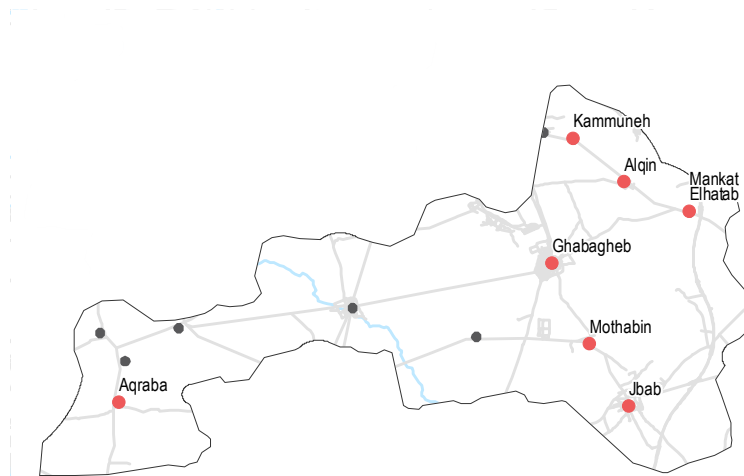 Kammuneh
Alqin
Mankat
Elhatab
Ghabagheb
Mothabin
Jbab
Aqraba